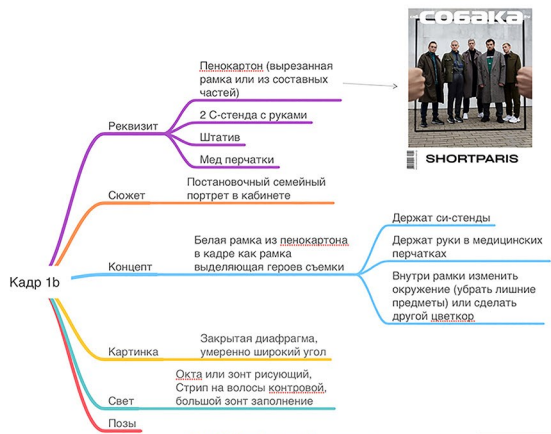 СОБАКА
SHORTPARIS
Пенокартон (вырезанная
рамка или из составных
частей)
2 С-стенда с руками
Штатив
Мед перчатки
Реквизит
Постановочный семейный
портрет в кабинете
Сюжет
Белая рамка из пенокартона
в кадре как рамка
выделяющая героев съемки
Концепт
Держат си-стенды
Держат руки в медицинских
перчатках
Внутри рамки изменить
окружение (убрать лишние
предметы) или сделать
другой цветкор
Кадр 1b
Закрытая диафрагма,
умеренно широкий угол
Картинка
Окта или зонт рисующий,
Стрип на волосы контровой,
большой зонт заполнение
Свет
Позы